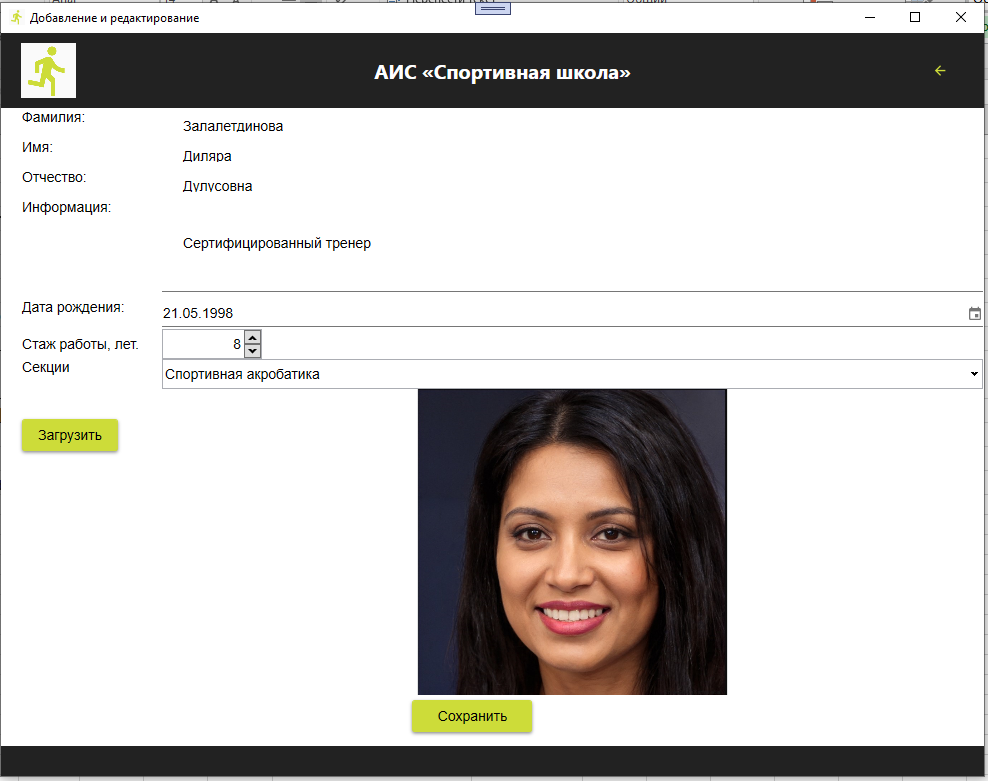 Добавление и редактирование
АИС «Спортивная школа»
Фамилия:
Залалетдинова
Имя:
Диляра
Отчество:
Дулусовна
Информация:
Сертифицированный тренер
Дата рождения:
21.05.1998
Стаж работы, лет.
8
Секции
Спортивная акробатика
Загрузить
Сохранить